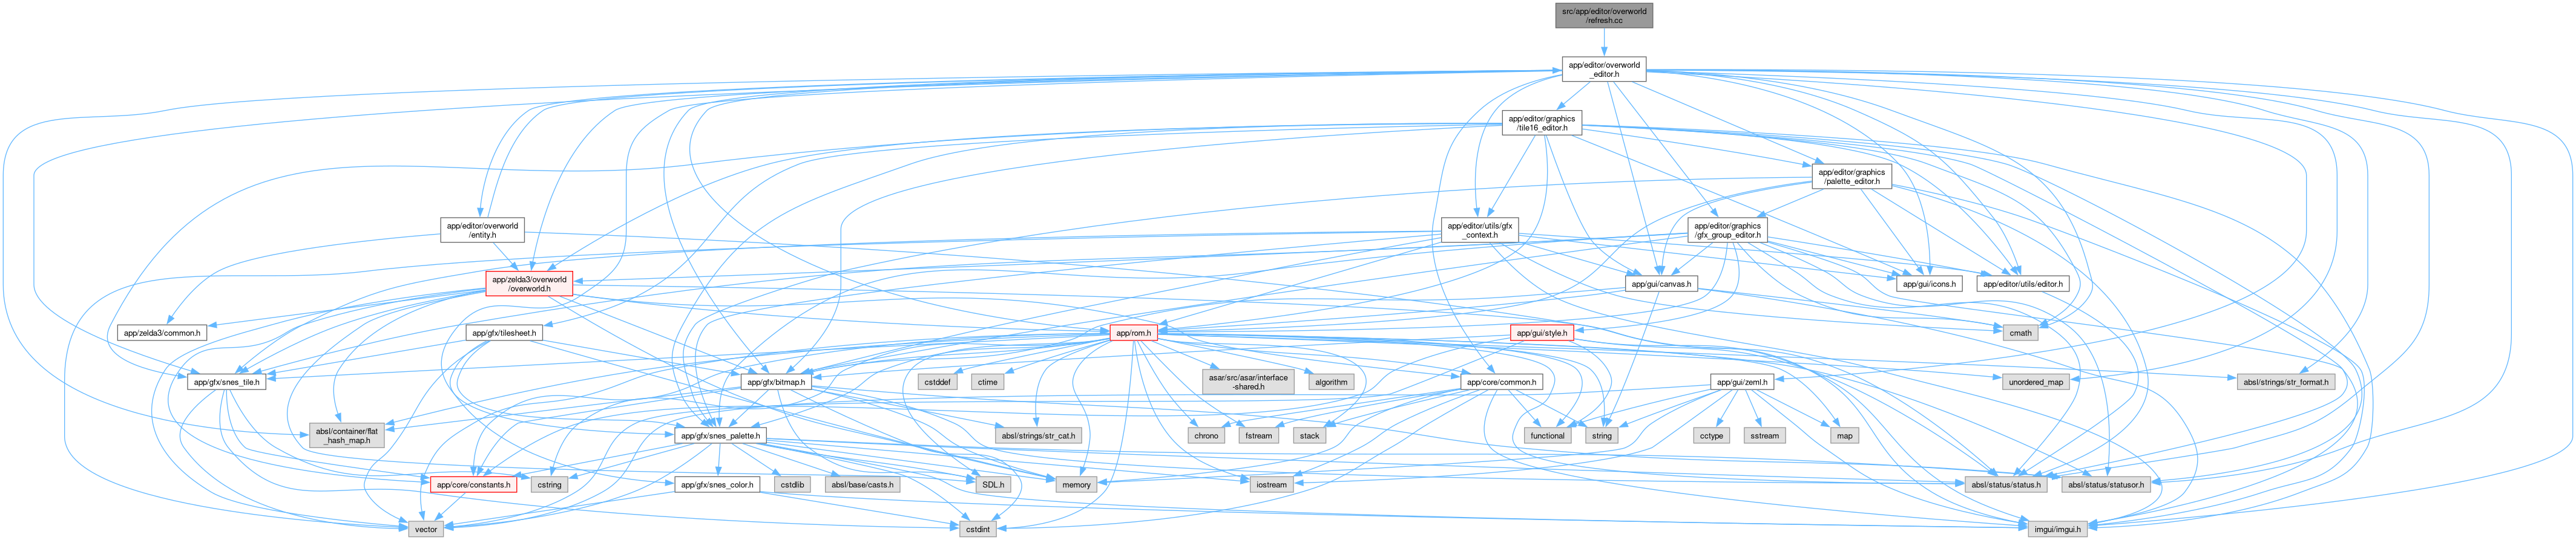 src/app/editor/overworld
/refresh.cc
app/editor/overworld
_editor.h
app/editor/graphics
/tile16_editor.h
app/editor/graphics
/palette_editor.h
app/editor/overworld
/entity.h
app/editor/utils/gfx
_context.h
app/editor/graphics
/gfx_group_editor.h
app/zelda3/overworld
/overworld.h
app/gui/canvas.h
app/gui/icons.h
app/editor/utils/editor.h
app/zelda3/common.h
app/gfx/tilesheet.h
app/rom.h
app/gui/style.h
cmath
app/gfx/snes_tile.h
app/gfx/bitmap.h
cstddef
ctime
asar/src/asar/interface
-shared.h
algorithm
app/core/common.h
app/gui/zeml.h
unordered_map
absl/strings/str_format.h
absl/container/flat
_hash_map.h
app/gfx/snes_palette.h
absl/strings/str_cat.h
chrono
fstream
stack
functional
string
cctype
sstream
map
app/core/constants.h
cstring
app/gfx/snes_color.h
cstdlib
absl/base/casts.h
SDL.h
memory
iostream
absl/status/status.h
absl/status/statusor.h
vector
cstdint
imgui/imgui.h